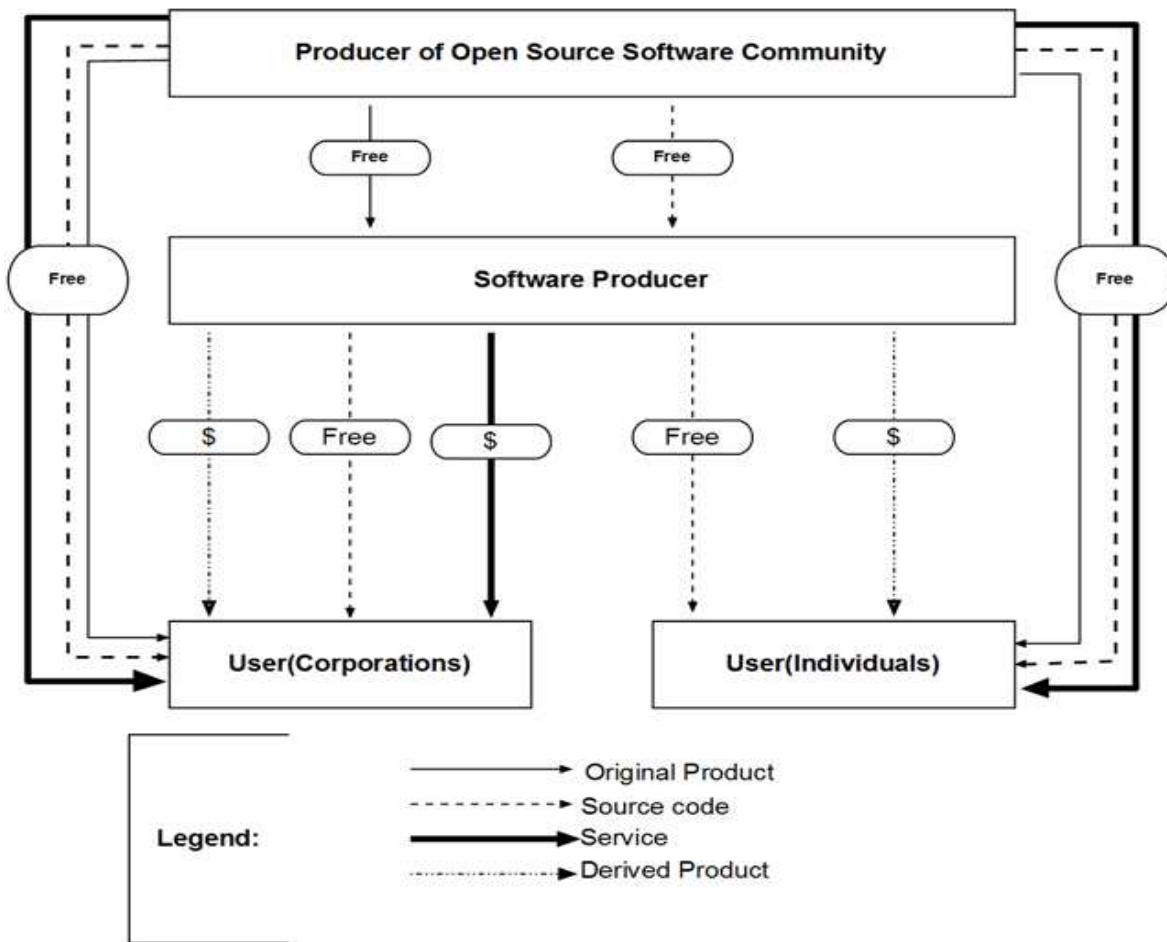 Producer of Open Source Software Community
Free
Free
Free
Free
Software Producer
$
Free
$
Free
$
User(Corporations)
User(Individuals)
Legend:
Original Product
Source code
Service
Derived Product